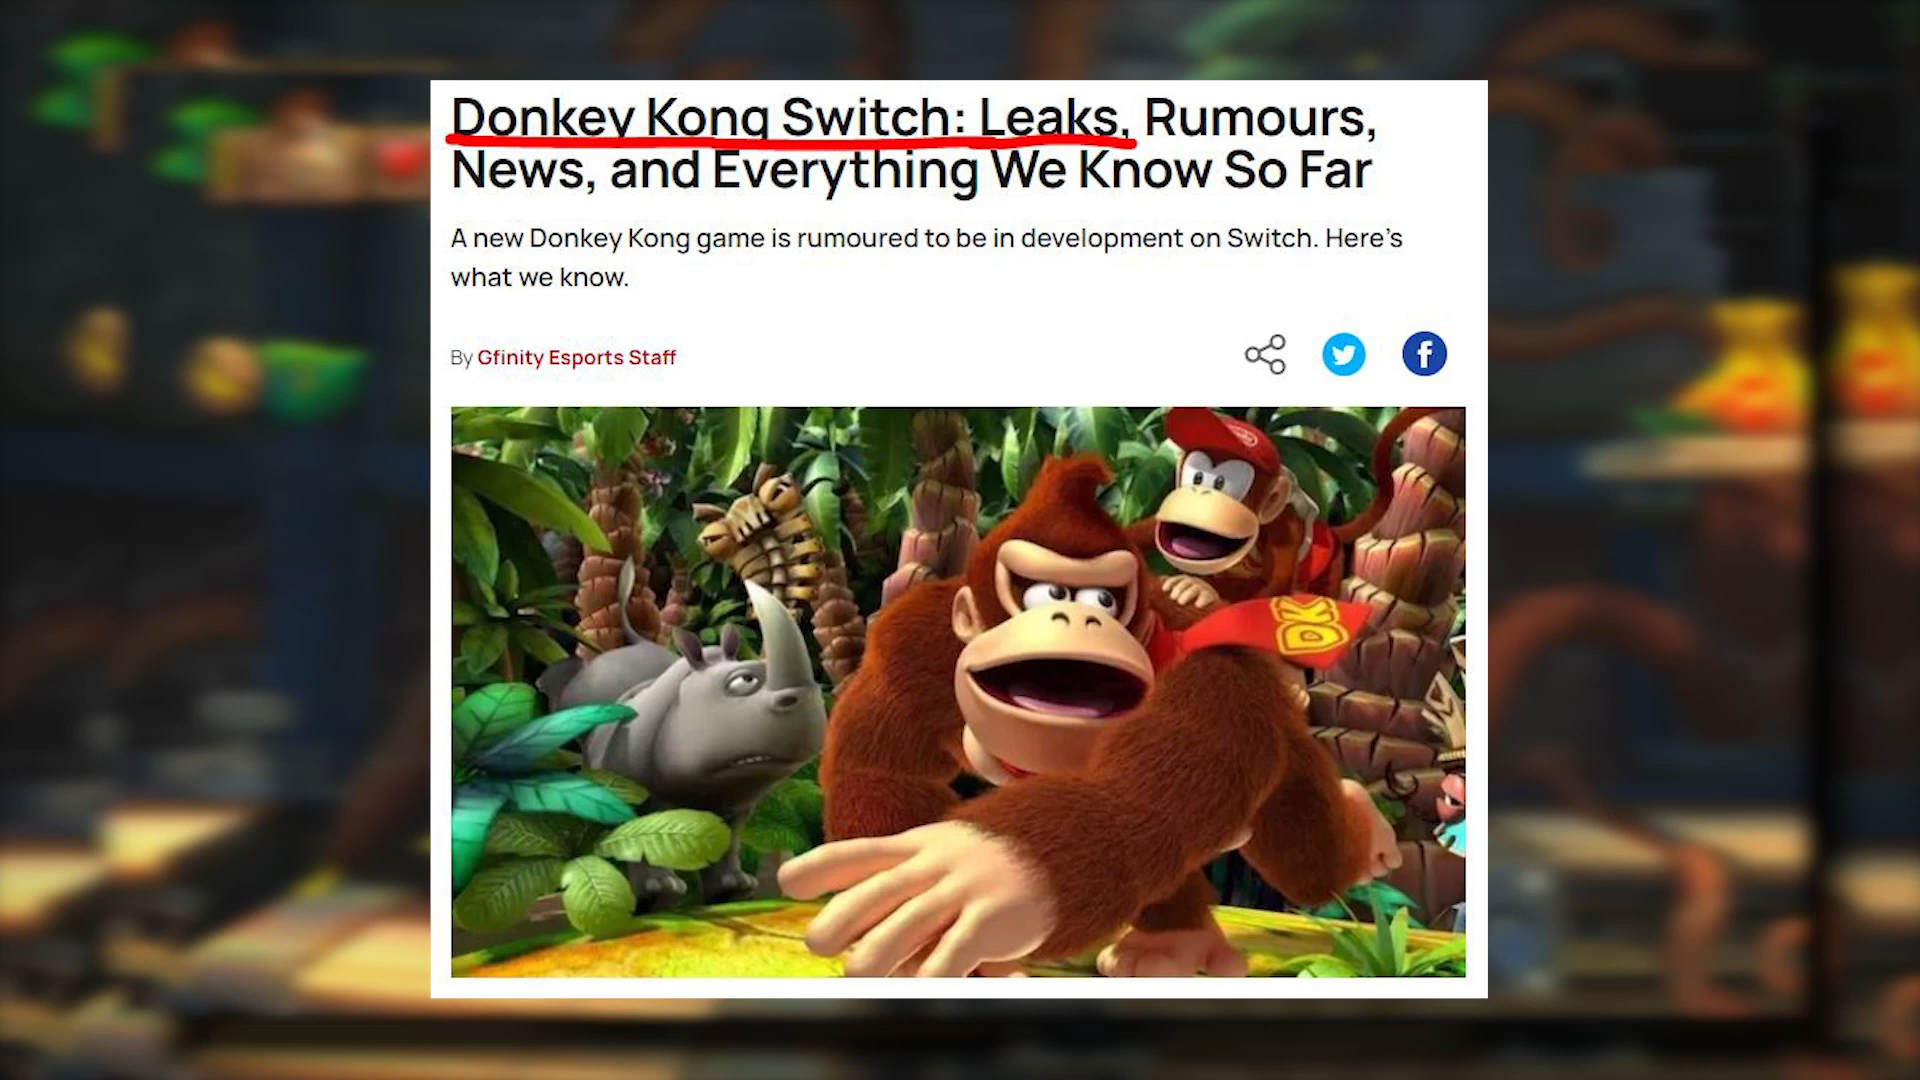 Donkey Kong Switch: Leaks, Rumours,
News, and Everything We Know So Far
A new Donkey Kong game is rumoured to be in development on Switch. Here's
what we know.
By Gfinity Esports Staff
DK